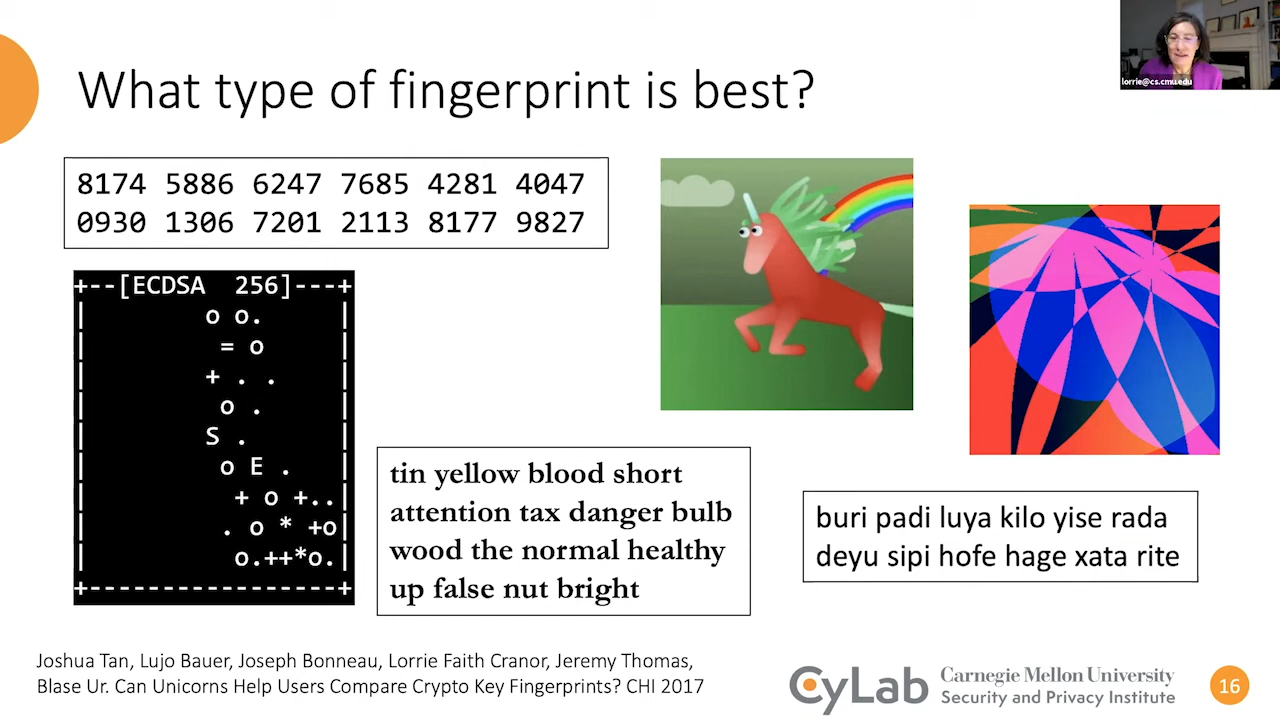 lorrie@cs.cmu.edu
What type of fingerprint is best?
8174 5886 6247 7685 4281 4047
0930 1306 7201 2113 8177 9827
+--[ECDSA  256]---+
|        o o.     |
|         = o     |
|        + . .    |
|         o .     |
|        S .      |
|         o E .   |
|          + o +..|
|         . o * +o|
|          o.++*o.|
+-----------------+
tin yellow blood short
attention tax danger bulb
wood the normal healthy
up false nut bright
buri padi luya kilo yise rada
deyu sipi hofe hage xata rite
Joshua Tan, Lujo Bauer, Joseph Bonneau, Lorrie Faith Cranor, Jeremy Thomas,
Blase Ur. Can Unicorns Help Users Compare Crypto Key Fingerprints? CHI 2017
CyLab
Carnegie Mellon University
Security and Privacy Institute
16